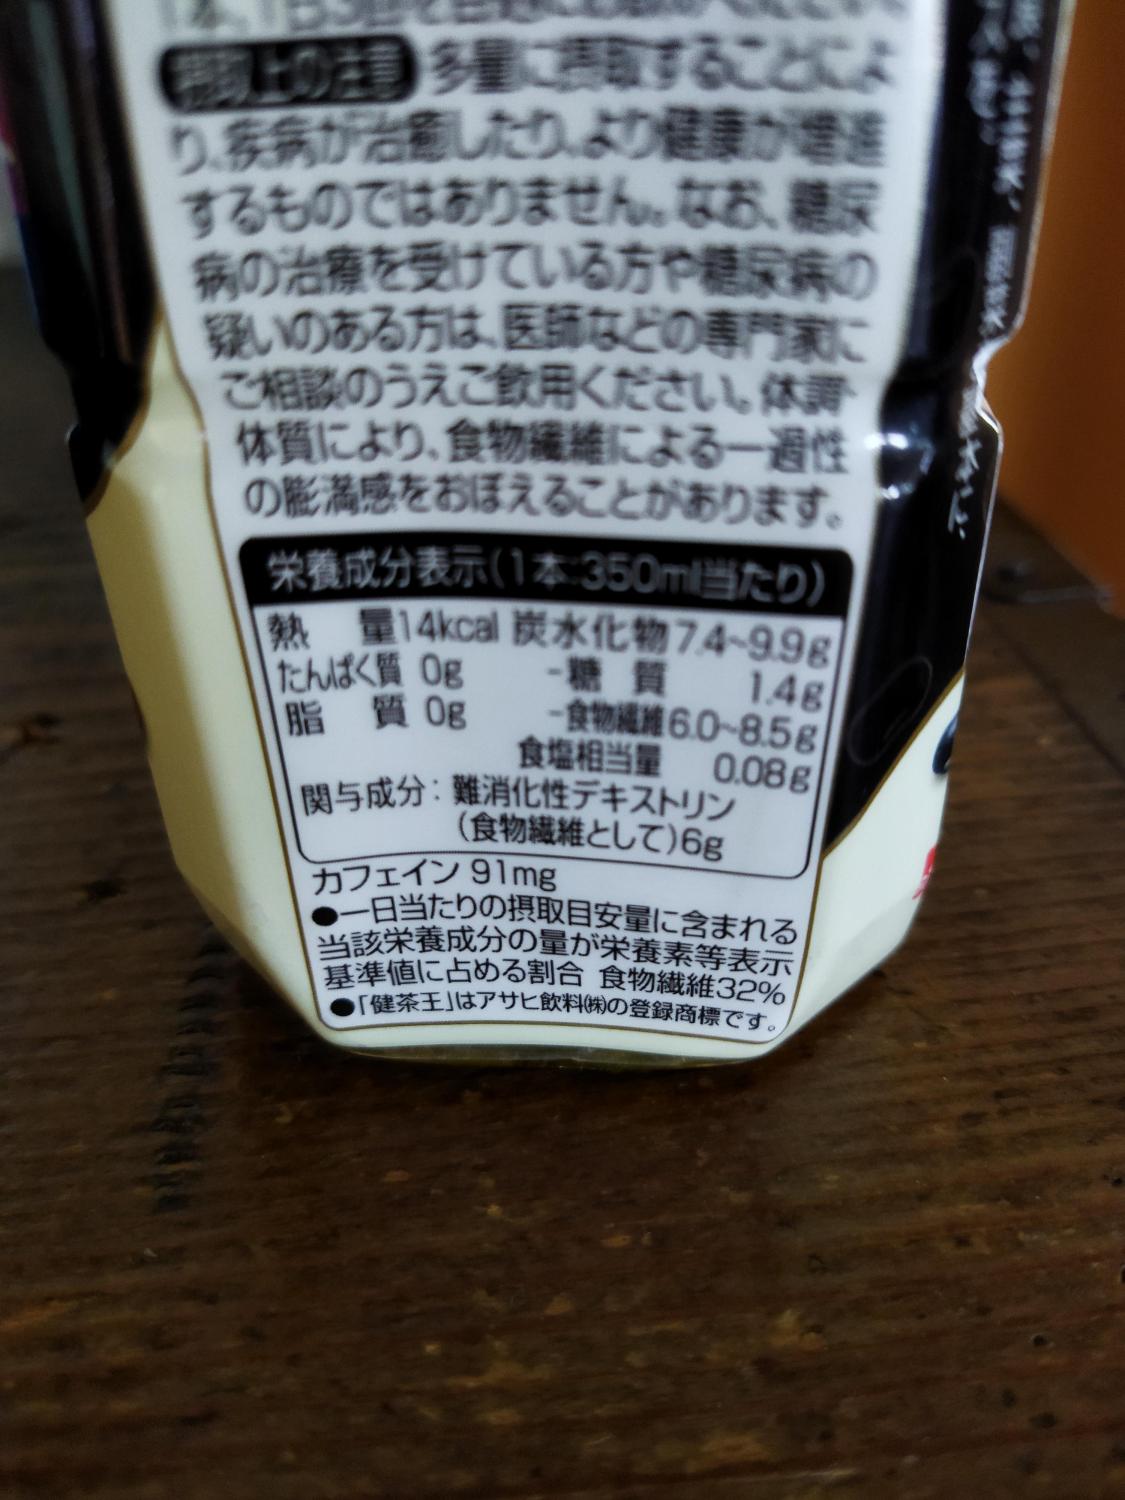 摂取上の注意 多量に摂取することによ
り、疾病が治癒したり、より健康が増進
するものではありません。なお、糖尿
病の治療を受けている方や糖尿病の
疑いのある方は、医師などの専門家に
ご相談のうえご飲用ください。体調・
体質により、食物繊維による一過性
の膨満感をおぼえることがあります。
栄養成分表示(1本:350ml当たり)
熱 量14kcal 炭水化物7.4~9.9g
たんぱく質 0g -糖 質 1.4g
脂 質 0g -食物繊維6.0~8.5g
食塩相当量 0.08g
関与成分:難消化性デキストリン
(食物繊維として)6g
カフェイン 91mg
●一日当たりの摂取目安量に含まれる
当該栄養成分の量が栄養素等表示
基準値に占める割合 食物繊維32%
●「健茶王」はアサヒ飲料㈱の登録商標です。